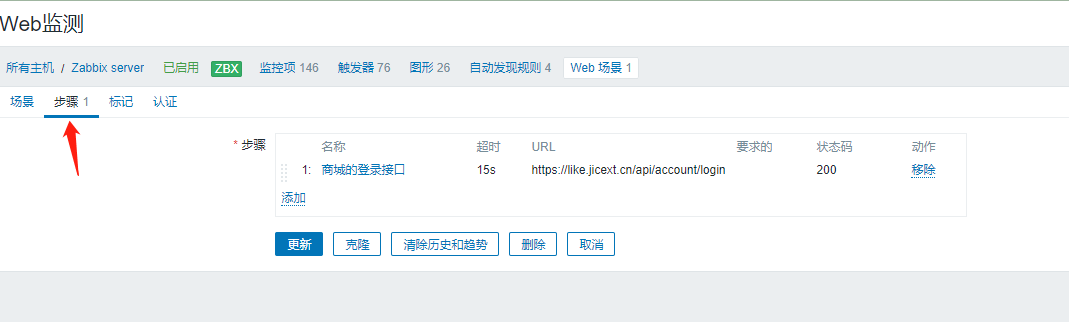 Web监测
所有主机 / Zabbix server 已启用 ZBX 监控项 146 触发器 76 图形 26 自动发现规则 4 Web 场景 1
场景 步骤 1 标记 认证
* 步骤 名称 超时 URL 要求的 状态码 动作
1: 商城的登录接口 15s https://like.jicext.cn/api/account/login 200 移除
添加
更新 克隆 清除历史和趋势 删除 取消